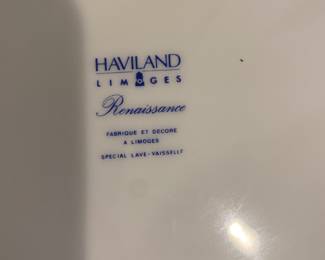 HAVILAND
LIMOGES
Renaissance
FABRIQUE ET DECORE
A LIMOGES
SPECIAL LAVE-VAISSELLE